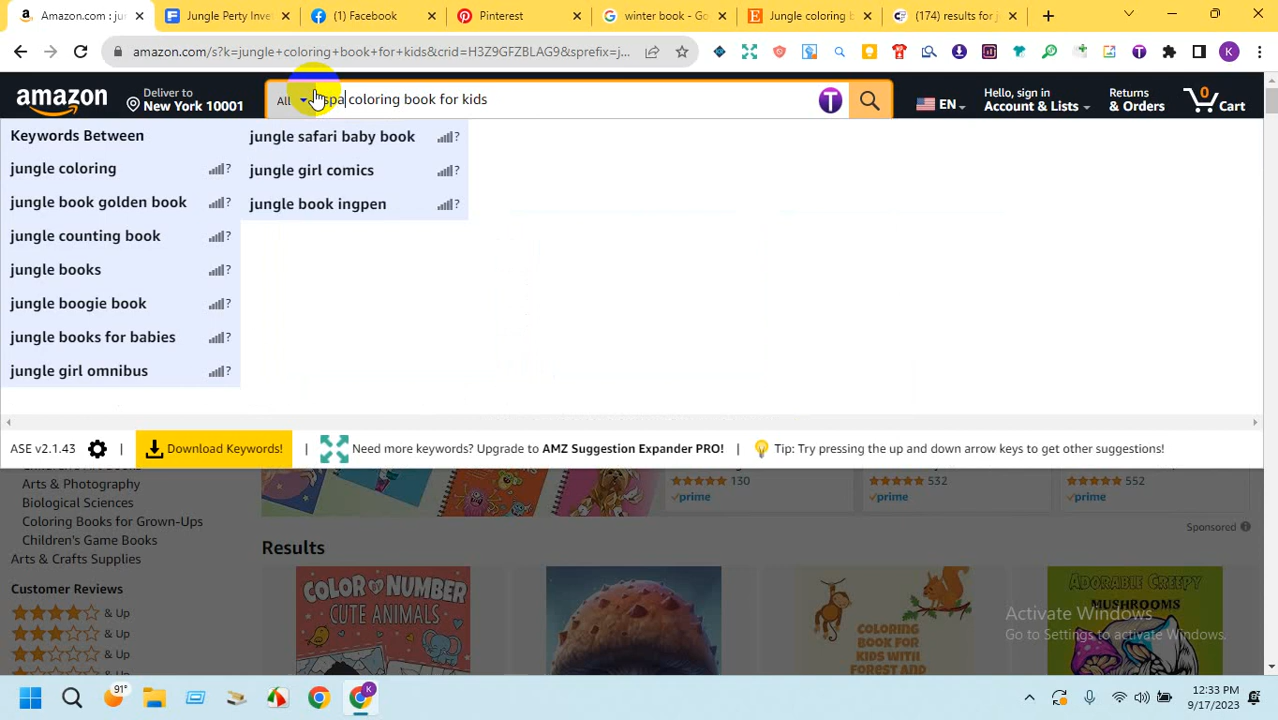 Amazon.com : ju
Jungle Perty Inve
(1) Facebook
Pinterest
winter book - Go
Jungle coloring b
(174) results for j
amazon.com/s?k=jungle+coloring+book+for+kids&crid=H3Z9GFZBLAG9&sprefix=j...
K
amazon
Deliver to
New York 10001
All
spa coloring book for kids
T
EN
Hello, sign in
Account & Lists
Returns
& Orders
0
Cart
Keywords Between
jungle coloring ?
jungle book golden book ?
jungle counting book ?
jungle books ?
jungle boogie book ?
jungle books for babies ?
jungle girl omnibus ?
jungle safari baby book ?
jungle girl comics ?
jungle book ingpen ?
ASE v2.1.43 | Download Keywords! | Need more keywords? Upgrade to AMZ Suggestion Expander PRO! | Tip: Try pressing the up and down arrow keys to get other suggestions!
Arts & Photography
Biological Sciences
Coloring Books for Grown-Ups
Children's Game Books
Arts & Crafts Supplies
Customer Reviews
& Up
& Up
& Up
130
prime
532
prime
552
prime
Sponsored
Results
COLOR BY NUMBER
CUTE ANIMALS
COLORING
BOOK FOR
KIDS WITH
FOREST AND
ADORABLE CREEPY
MUSHROOMS
Activate Windows
Go to Settings to activate Windows.
91°
12:33 PM
9/17/2023